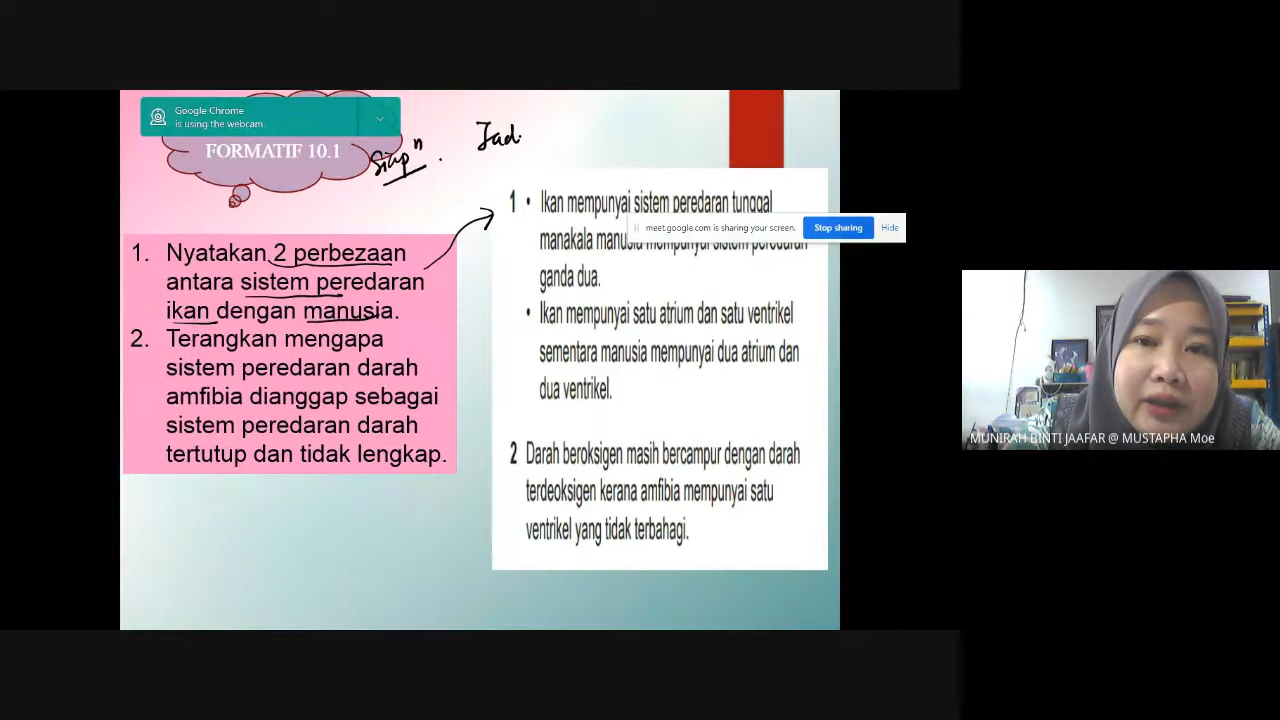 Google Chrome
is using the webcam
FORMATIF 10.1
Siap n.
Jad
1. Nyatakan 2 perbezaan
antara sistem peredaran
ikan dengan manusia.
2. Terangkan mengapa
sistem peredaran darah
amfibia dianggap sebagai
sistem peredaran darah
tertutup dan tidak lengkap.
1 • Ikan mempunyai sistem peredaran tunggal
manakala manusia mempunyai sistem peredaran
ganda dua.
• Ikan mempunyai satu atrium dan satu ventrikel
sementara manusia mempunyai dua atrium dan
dua ventrikel.
2 Darah beroksigen masih bercampur dengan darah
terdeoksigen kerana amfibia mempunyai satu
ventrikel yang tidak terbahagi.
meet.google.com is sharing your screen. Stop sharing Hide
MUNIRAH BINTI JAAFAR @ MUSTAPHA Moe